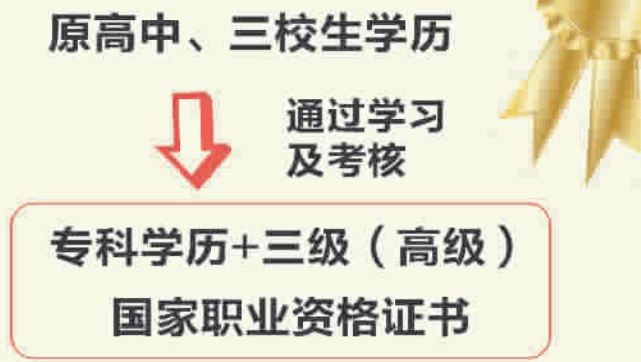 原高中、三校生学历
通过学习
及考核
专科学历+三级（高级）
国家职业资格证书